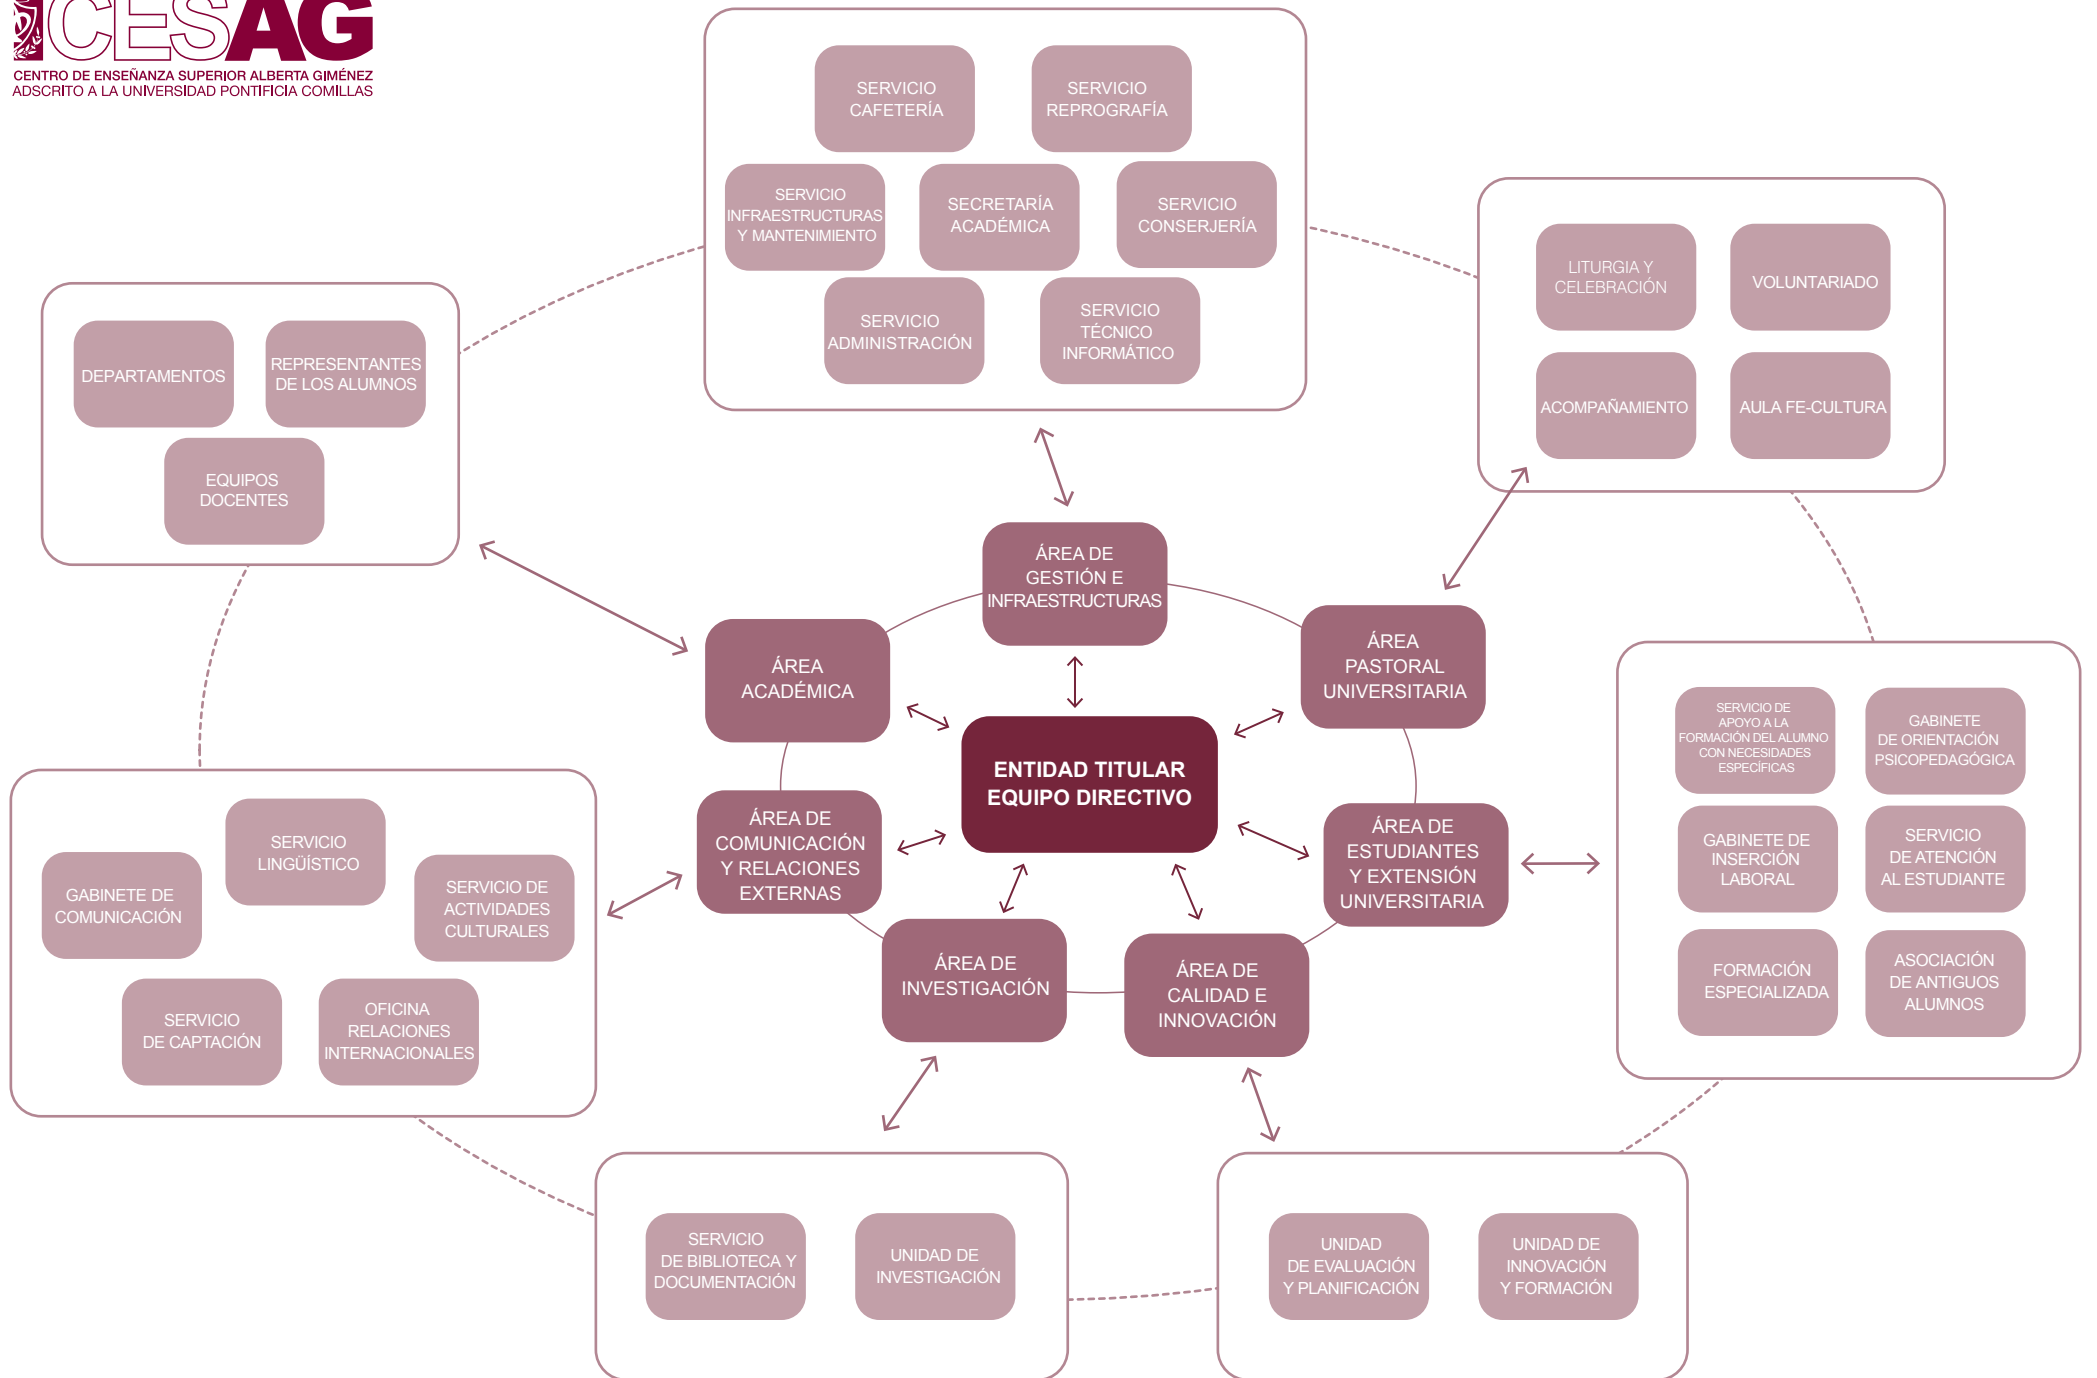 CESAG
CENTRO DE ENSEÑANZA SUPERIOR ALBERTA GIMÉNEZ
ADSCRITO A LA UNIVERSIDAD PONTIFICIA COMILLAS
SERVICIO
CAFETERÍA
SERVICIO
REPROGRAFÍA
SERVICIO
INFRAESTRUCTURAS
Y MANTENIMIENTO
SECRETARÍA
ACADÉMICA
SERVICIO
CONSERJERÍA
SERVICIO
ADMINISTRACIÓN
SERVICIO
TÉCNICO
INFORMÁTICO
LITURGIA Y
CELEBRACIÓN
VOLUNTARIADO
ACOMPAÑAMIENTO
AULA FE-CULTURA
DEPARTAMENTOS
REPRESENTANTES
DE LOS ALUMNOS
EQUIPOS
DOCENTES
ÁREA DE
GESTIÓN E
INFRAESTRUCTURAS
ÁREA
ACADÉMICA
ÁREA
PASTORAL
UNIVERSITARIA
ENTIDAD TITULAR
EQUIPO DIRECTIVO
ÁREA DE
COMUNICACIÓN
Y RELACIONES
EXTERNAS
ÁREA DE
ESTUDIANTES
Y EXTENSIÓN
UNIVERSITARIA
ÁREA DE
INVESTIGACIÓN
ÁREA DE
CALIDAD E
INNOVACIÓN
SERVICIO DE
APOYO A LA
FORMACIÓN DEL ALUMNO
CON NECESIDADES
ESPECÍFICAS
GABINETE
DE ORIENTACIÓN
PSICOPEDAGÓGICA
GABINETE DE
INSERCIÓN
LABORAL
SERVICIO
DE ATENCIÓN
AL ESTUDIANTE
FORMACIÓN
ESPECIALIZADA
ASOCIACIÓN
DE ANTIGUOS
ALUMNOS
SERVICIO
LINGÜÍSTICO
GABINETE DE
COMUNICACIÓN
SERVICIO DE
ACTIVIDADES
CULTURALES
SERVICIO
DE CAPTACIÓN
OFICINA
RELACIONES
INTERNACIONALES
SERVICIO
DE BIBLIOTECA Y
DOCUMENTACIÓN
UNIDAD DE
INVESTIGACIÓN
UNIDAD
DE EVALUACIÓN
Y PLANIFICACIÓN
UNIDAD DE
INNOVACIÓN
Y FORMACIÓN